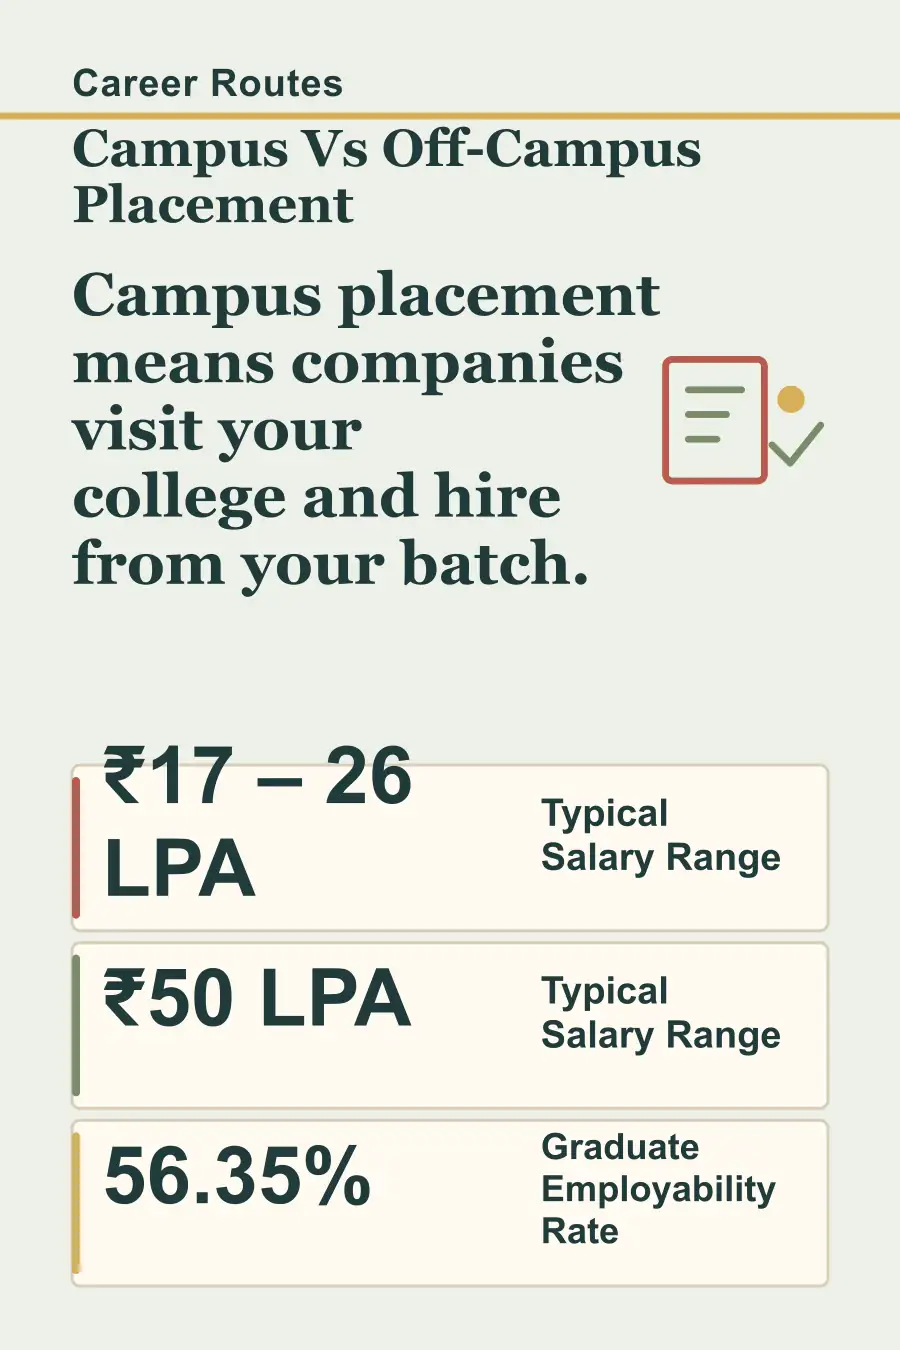 Career Routes
Campus Vs Off-Campus
Placement
Campus placement
means companies
visit your
college and hire
from your batch.
₹17 – 26
LPA
Typical
Salary Range
₹50 LPA
Typical
Salary Range
56.35%
Graduate
Employability
Rate